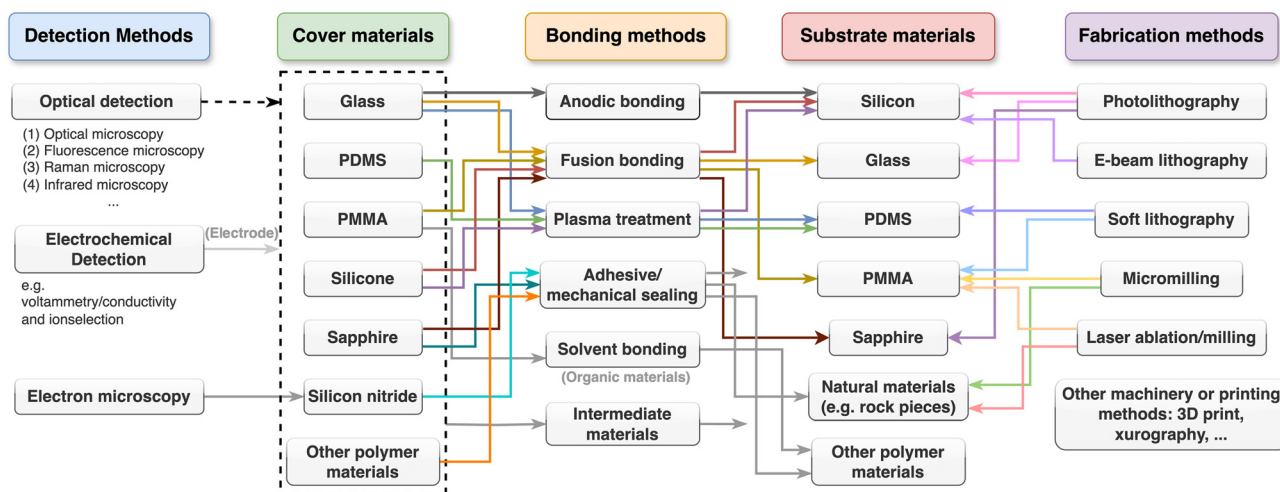 Detection Methods
Cover materials
Bonding methods
Substrate materials
Fabrication methods
Optical detection
(1) Optical microscopy
(2) Fluorescence microscopy
(3) Raman microscopy
(4) Infrared microscopy
...
Electrochemical
Detection
(Electrode)
e.g.
voltammetry/conductivity
and ionselection
Electron microscopy
Glass
PDMS
PMMA
Silicone
Sapphire
Silicon nitride
Other polymer
materials
Anodic bonding
Fusion bonding
Plasma treatment
Adhesive/
mechanical sealing
Solvent bonding
(Organic materials)
Intermediate
materials
Silicon
Glass
PDMS
PMMA
Sapphire
Natural materials
(e.g. rock pieces)
Other polymer
materials
Photolithography
E-beam lithography
Soft lithography
Micromilling
Laser ablation/milling
Other machinery or printing
methods: 3D print,
xurography, ...